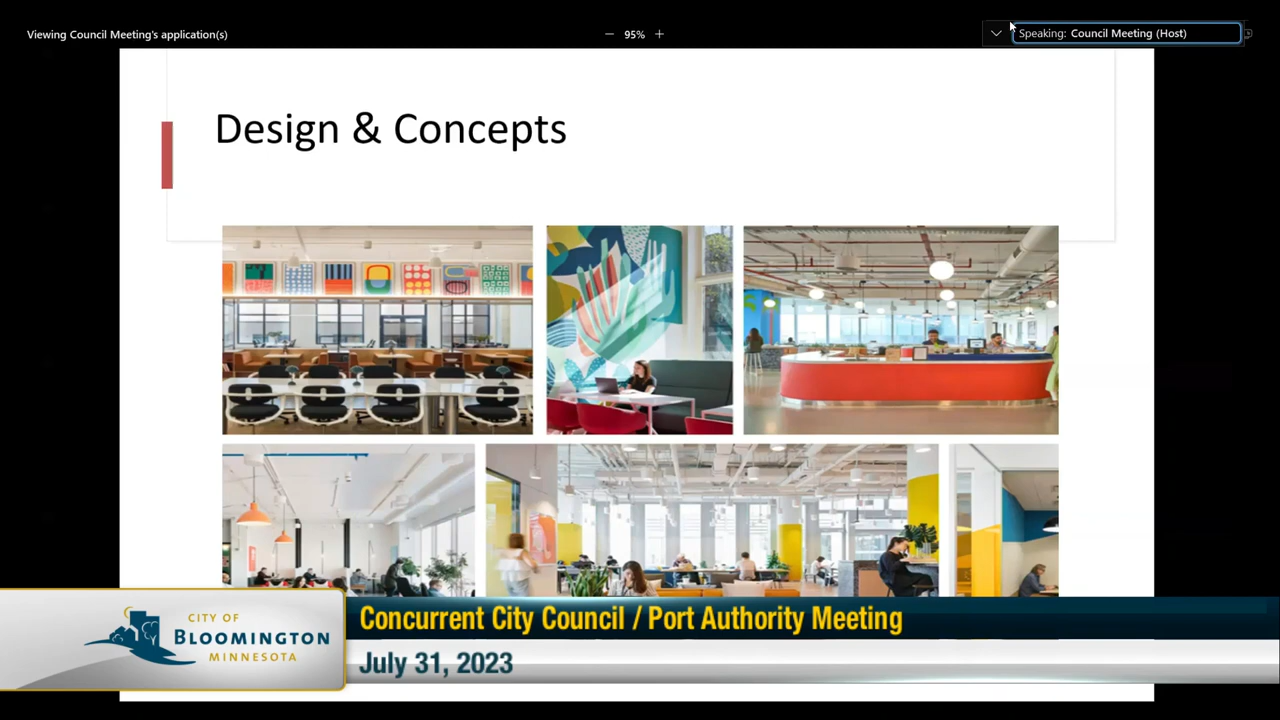 Viewing Council Meeting's application(s)
95%
Speaking: Council Meeting (Host)
Design & Concepts
CITY OF
BLOOMINGTON
MINNESOTA
Concurrent City Council / Port Authority Meeting
July 31, 2023